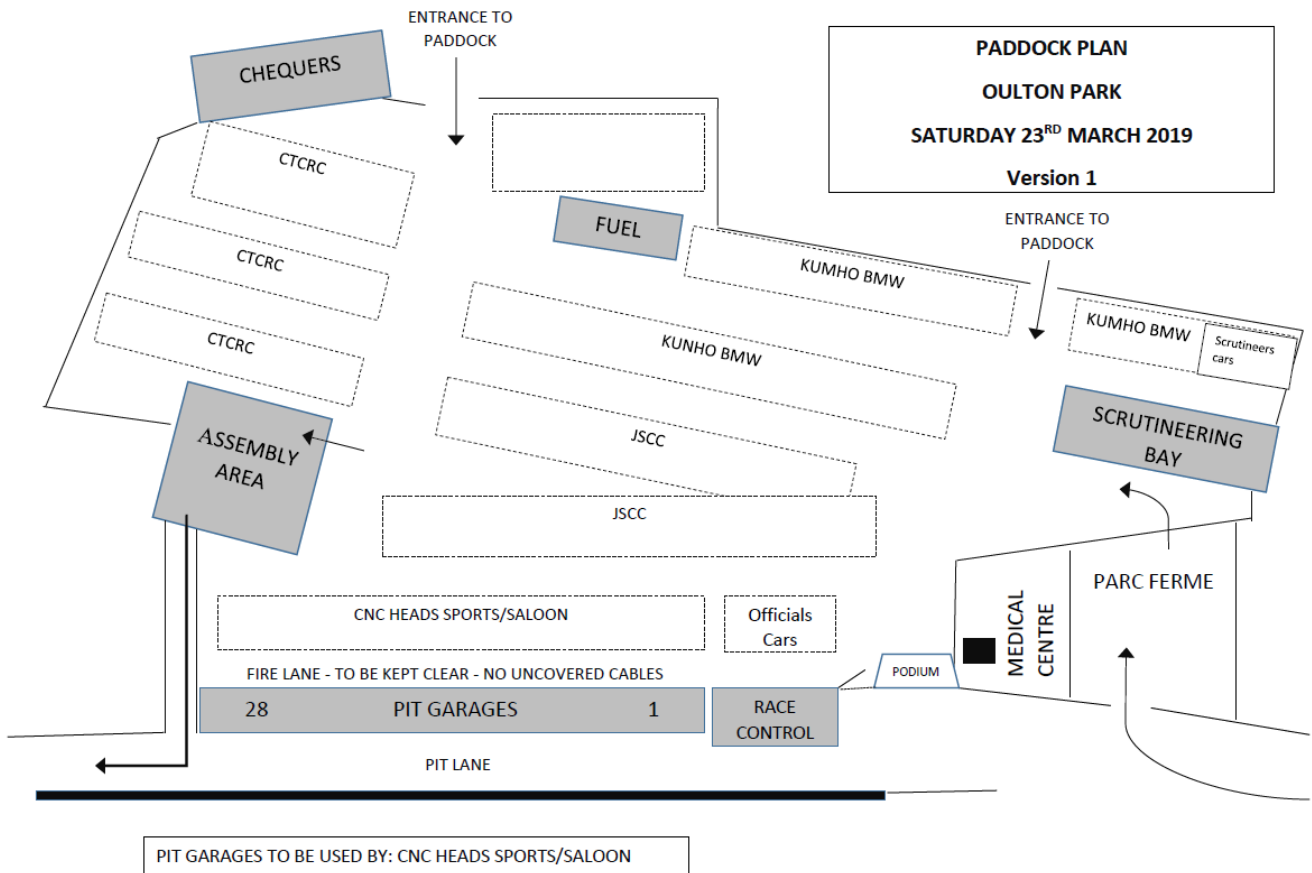 ENTRANCE TO
PADDOCK
PADDOCK PLAN
OULTON PARK
SATURDAY 23RD MARCH 2019
Version 1
CHEQUERS
CTCRC
FUEL
ENTRANCE TO
PADDOCK
CTCRC
KUMHO BMW
KUMHO BMW
Scrutineers
cars
CTCRC
KUNHO BMW
ASSEMBLY
AREA
JSCC
SCRUTINEERING
BAY
JSCC
PARC FERME
MEDICAL
CENTRE
CNC HEADS SPORTS/SALOON
Officials
Cars
FIRE LANE - TO BE KEPT CLEAR - NO UNCOVERED CABLES
PODIUM
28 PIT GARAGES 1
RACE
CONTROL
PIT LANE
PIT GARAGES TO BE USED BY: CNC HEADS SPORTS/SALOON